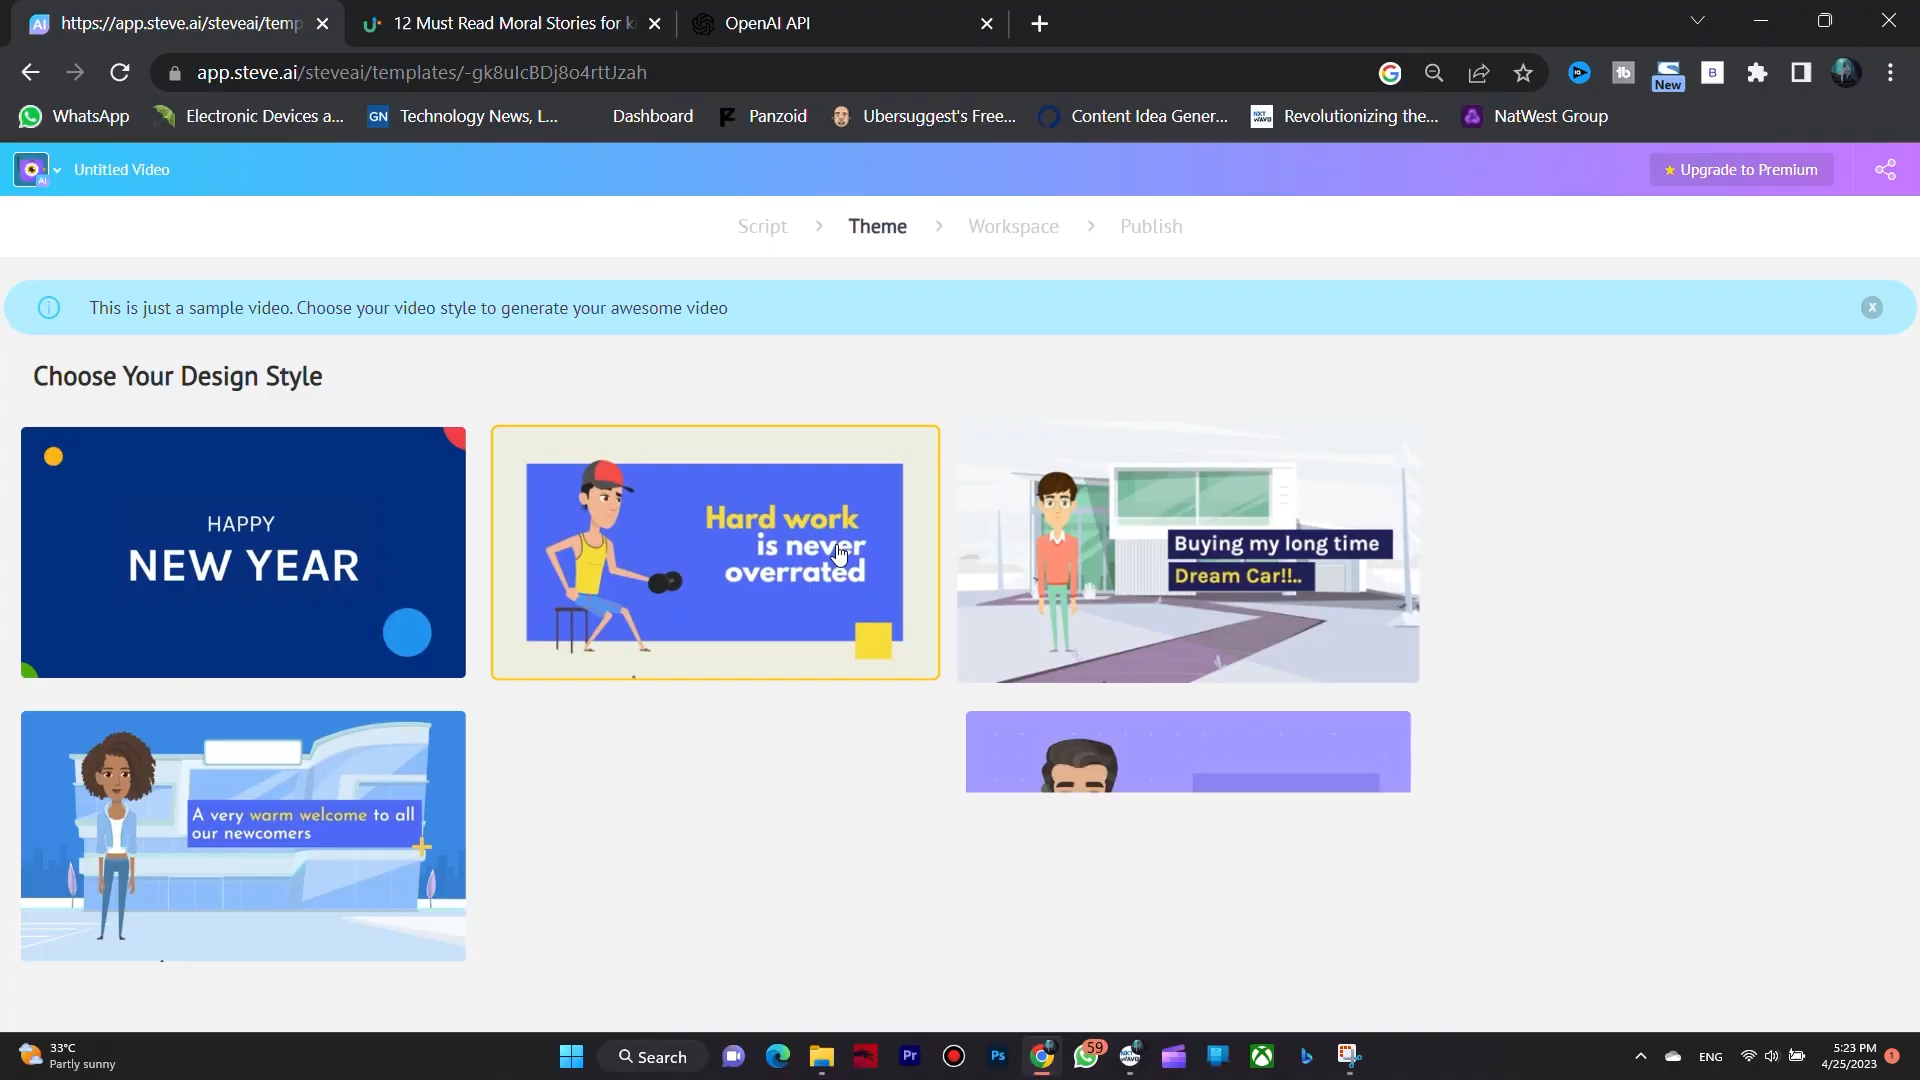 https://app.steve.ai/steveai/temp
12 Must Read Moral Stories for k
OpenAI API
app.steve.ai/steveai/templates/-gk8uIcBDj8o4rttJzah
New
WhatsApp
Electronic Devices a...
GN
Technology News, L...
Dashboard
Panzoid
Ubersuggest's Free...
Content Idea Gener...
Revolutionizing the...
NatWest Group
AI
Untitled Video
Upgrade to Premium
Script
Theme
Workspace
Publish
This is just a sample video. Choose your video style to generate your awesome video
Choose Your Design Style
HAPPY
NEW YEAR
Hard work
is never
overrated
Buying my long time
Dream Car!!..
A very warm welcome to all
our newcomers
33°C
Partly sunny
Search
Pr
Ps
59
ENG
5:23 PM
4/25/2023
1